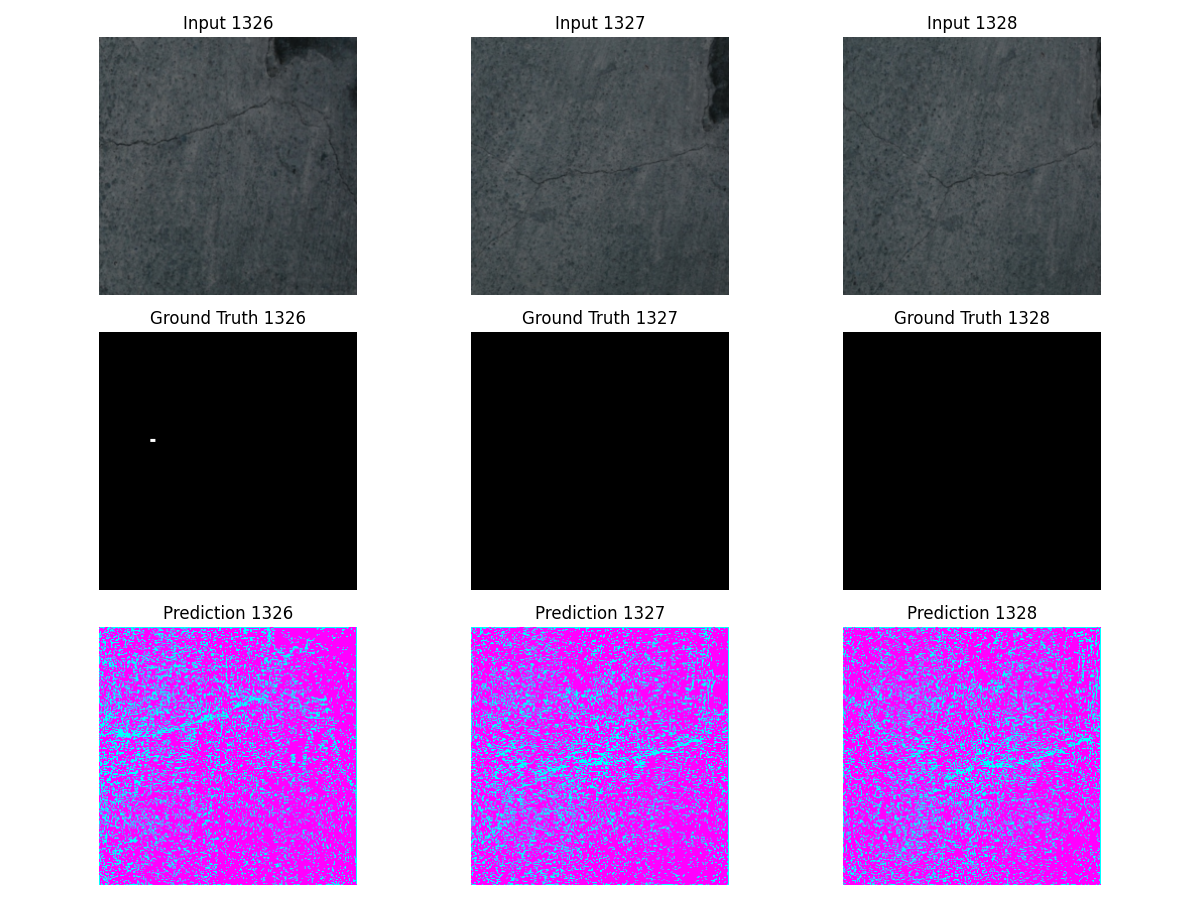 Input 1326
Input 1327
Input 1328
Ground Truth 1326
Ground Truth 1327
Ground Truth 1328
Prediction 1326
Prediction 1327
Prediction 1328